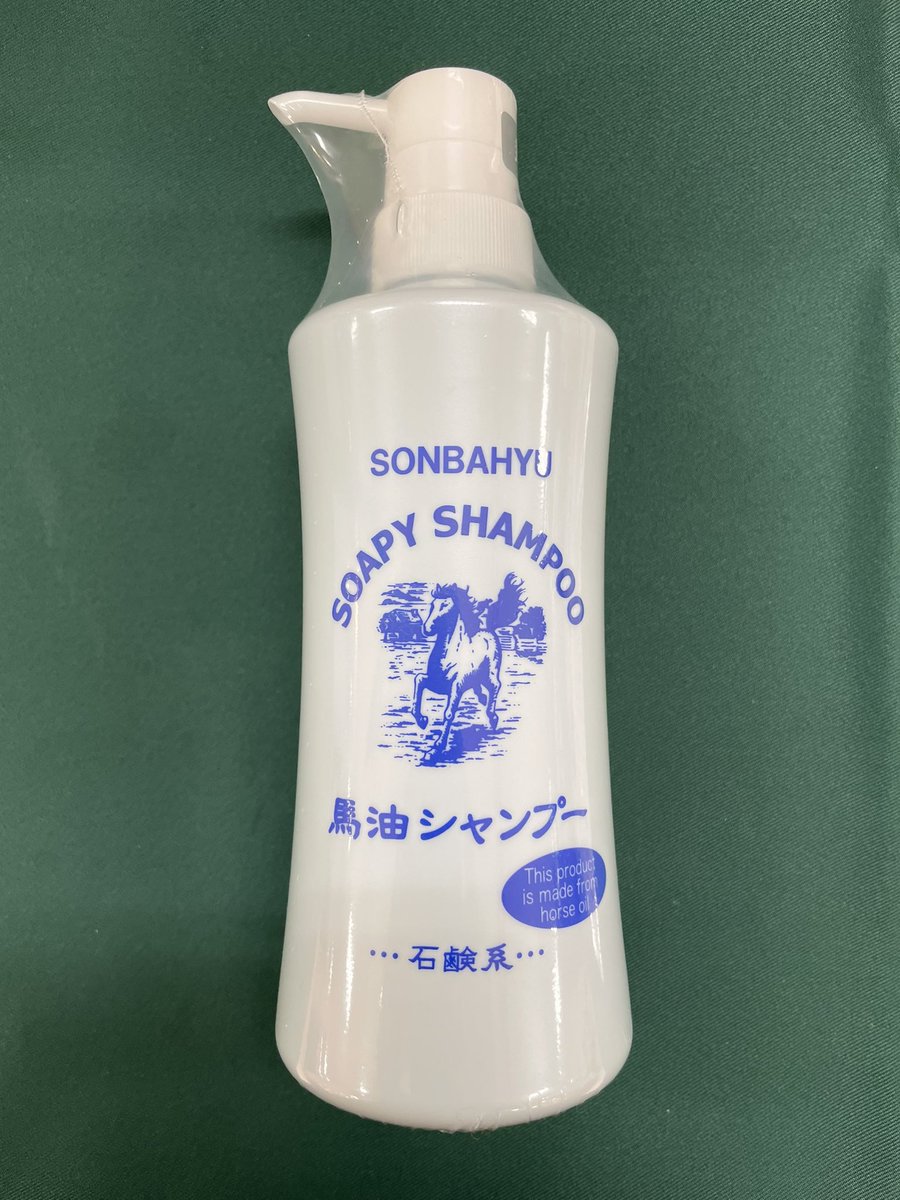 SONBAHYU
SOAPY SHAMPOO
馬油シャンプー
This product
is made from
horse oil
…石鹸系…